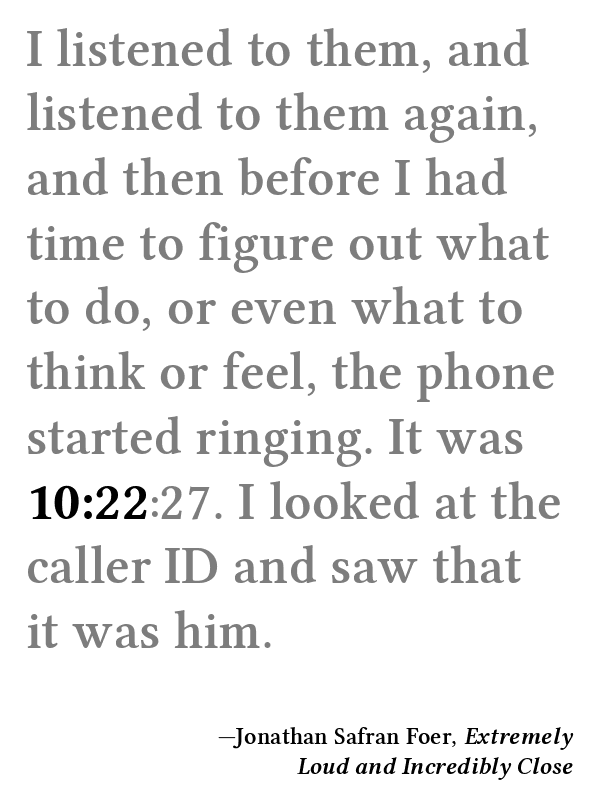 I listened to them, and
listened to them again,
and then before I had
time to figure out what
to do, or even what to
think or feel, the phone
started ringing. It was
10:22:27. I looked at the
caller ID and saw that
it was him.
—Jonathan Safran Foer, Extremely
Loud and Incredibly Close